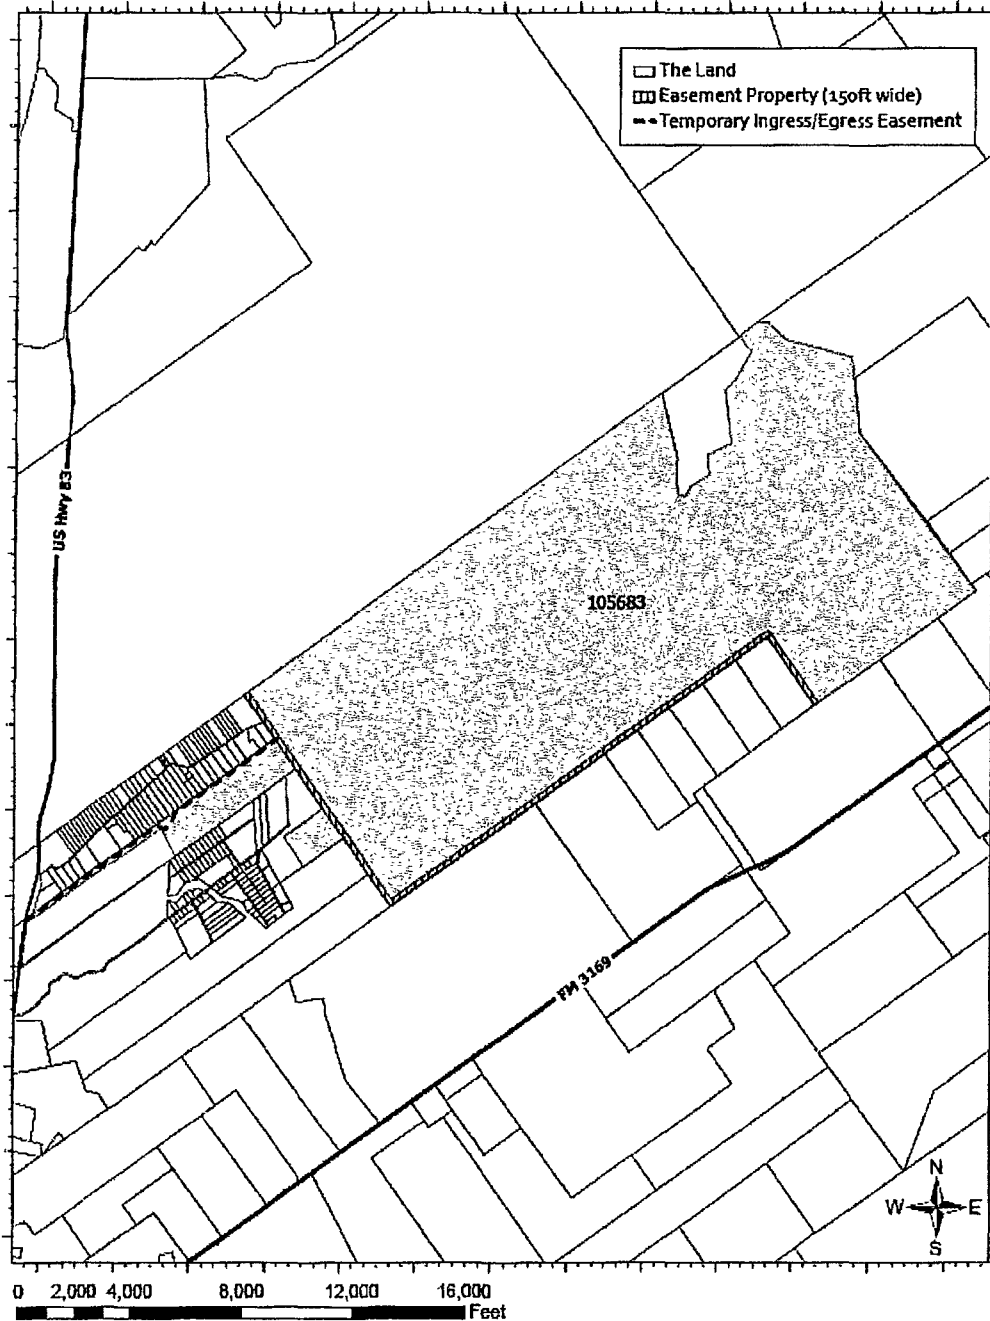 The Land
Easement Property (150ft wide)
Temporary Ingress/Egress Easement
US Hwy 83
105683
FM 3169
N
W E
S
0 2,000 4,000 8,000 12,000 16,000
Feet